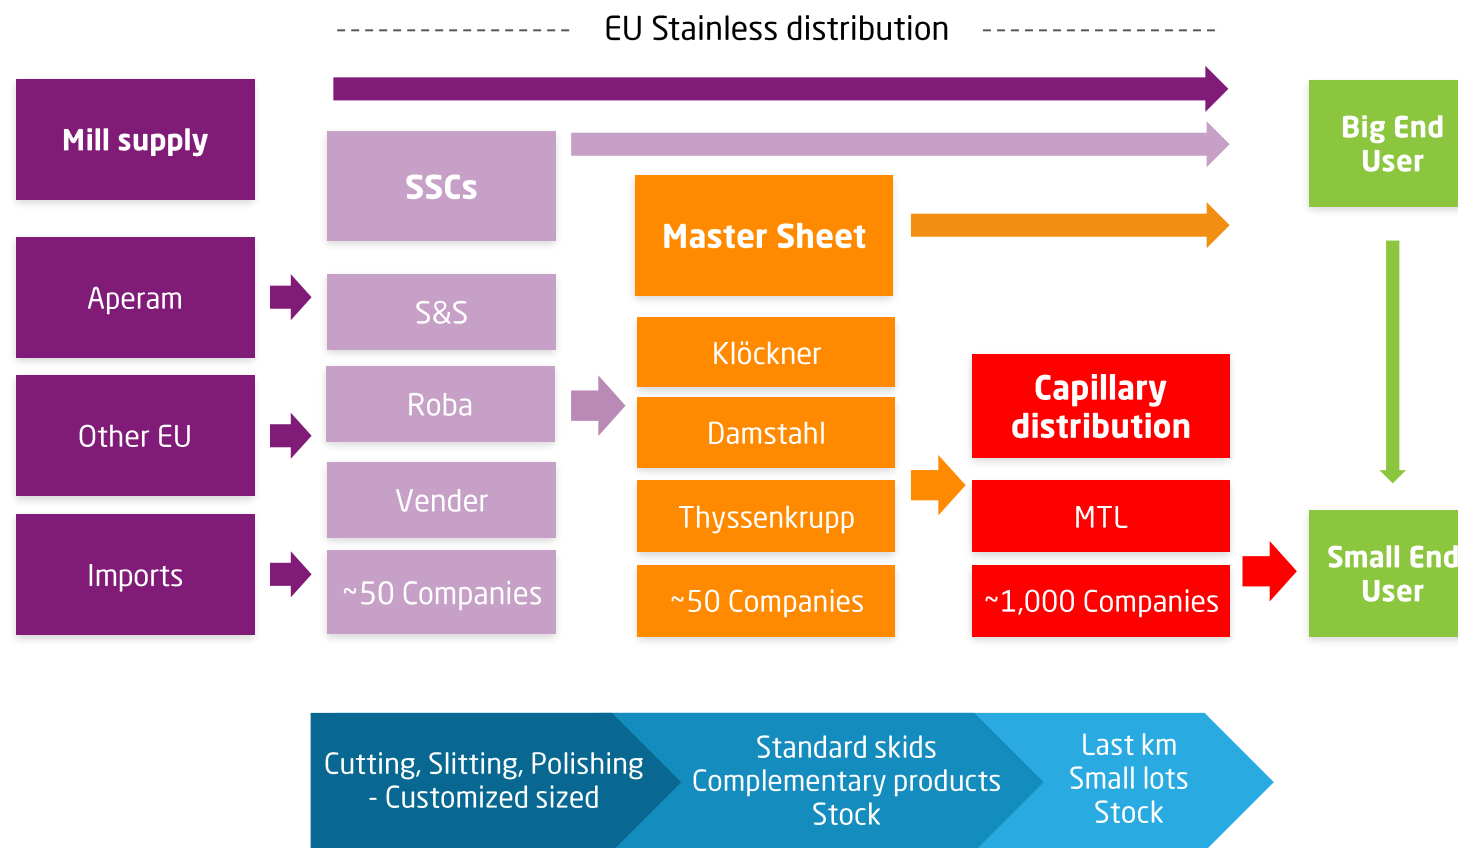 EU Stainless distribution
Mill supply
Aperam
Other EU
Imports
SSCs
S&S
Roba
Vender
~50 Companies
Master Sheet
Klöckner
Damstahl
Thyssenkrupp
~50 Companies
Capillary
distribution
MTL
~1,000 Companies
Big End
User
Small End
User
Cutting, Slitting, Polishing
- Customized sized
Standard skids
Complementary products
Stock
Last km
Small lots
Stock